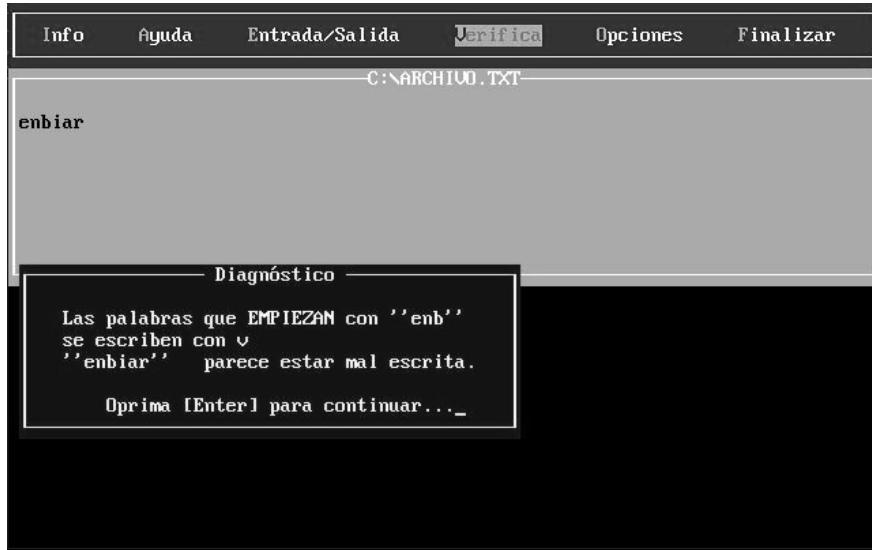 Info Ayuda Entrada/Salida Verifica Opciones Finalizar
C:\ARCHIVO.TXT
enbiar
Diagnóstico
Las palabras que EMPIEZAN con ''enb''
se escriben con v
''enbiar'' parece estar mal escrita.
Oprima [Enter] para continuar..._